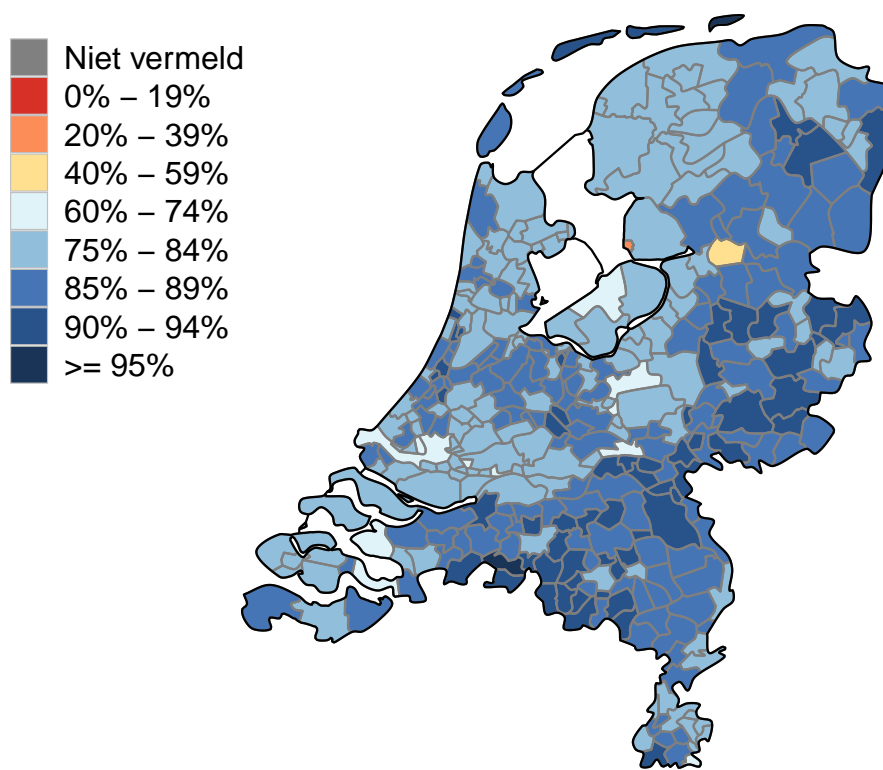 Niet vermeld
0% – 19%
20% – 39%
40% – 59%
60% – 74%
75% – 84%
85% – 89%
90% – 94%
>= 95%